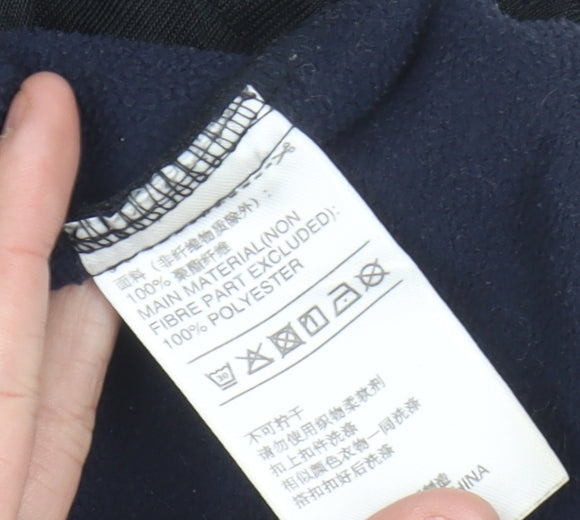 面料（非纤维物质除外）：
100% 聚酯纤维
MAIN MATERIAL(NON
FIBRE PART EXCLUDED):
100% POLYESTER
30
不可拧干
请勿使用织物柔软剂
扣上扣件洗涤
相似颜色衣物一同洗涤
搭扣扣好后洗涤